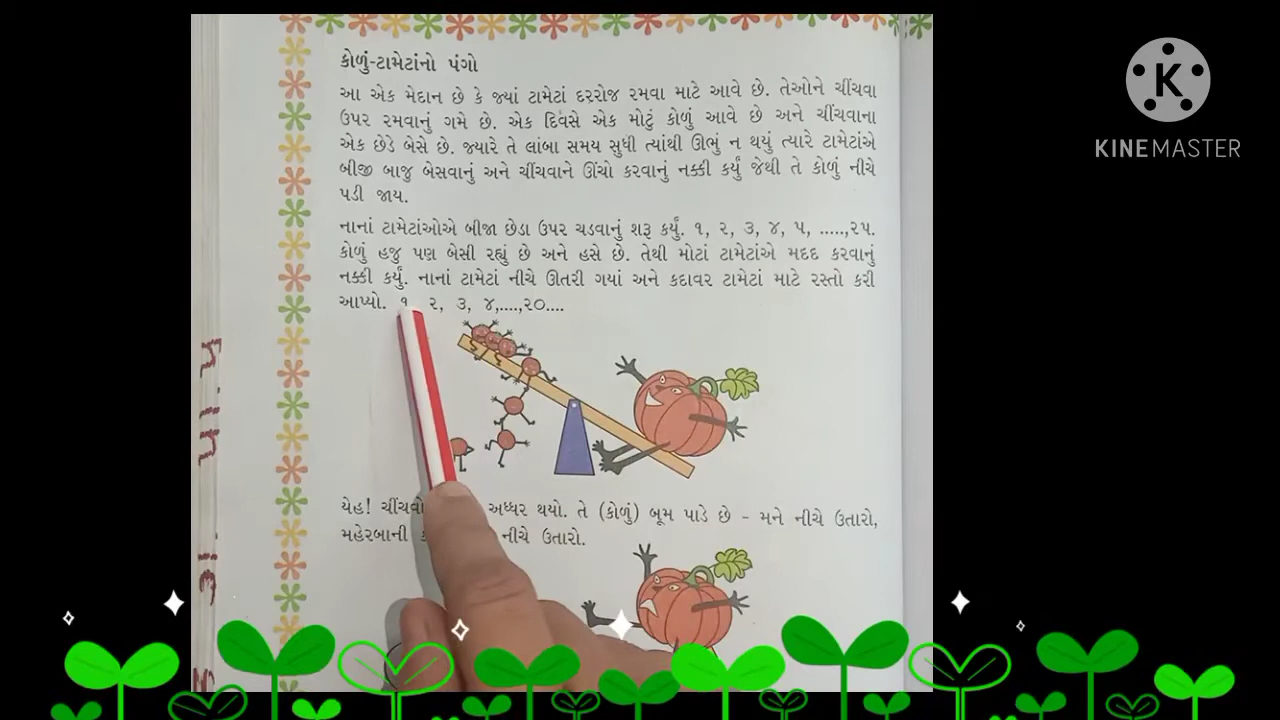 કોળું-ટામેટાંનો પંગો
આ એક મેદાન છે કે જ્યાં ટામેટાં દરરોજ રમવા માટે આવે છે. તેઓને ચીંચવા
ઉપર રમવાનું ગમે છે. એક દિવસે એક મોટું કોળું આવે છે અને ચીંચવાના
એક છેડે બેસે છે. જ્યારે તે લાંબા સમય સુધી ત્યાંથી ઊભું ન થયું ત્યારે ટામેટાંએ
બીજી બાજુ બેસવાનું અને ચીંચવાને ઊંચો કરવાનું નક્કી કર્યું જેથી તે કોળું નીચે
પડી જાય.
નાનાં ટામેટાંઓએ બીજા છેડા ઉપર ચડવાનું શરૂ કર્યું. ૧, ૨, ૩, ૪, ૫, .....,૨૫.
કોળું હજુ પણ બેસી રહ્યું છે અને હસે છે. તેથી મોટાં ટામેટાંએ મદદ કરવાનું
નક્કી કર્યું. નાનાં ટામેટાં નીચે ઊતરી ગયાં અને કદાવર ટામેટાં માટે રસ્તો કરી
આપ્યો. ૧ ૨, ૩, ૪,....,૨૦....
યેહ! અધ્ધર થયો. તે (કોળું) બૂમ પાડે છે – મને નીચે ઉતારો,
મહેરબાની નીચે ઉતારો.
KINEMASTER